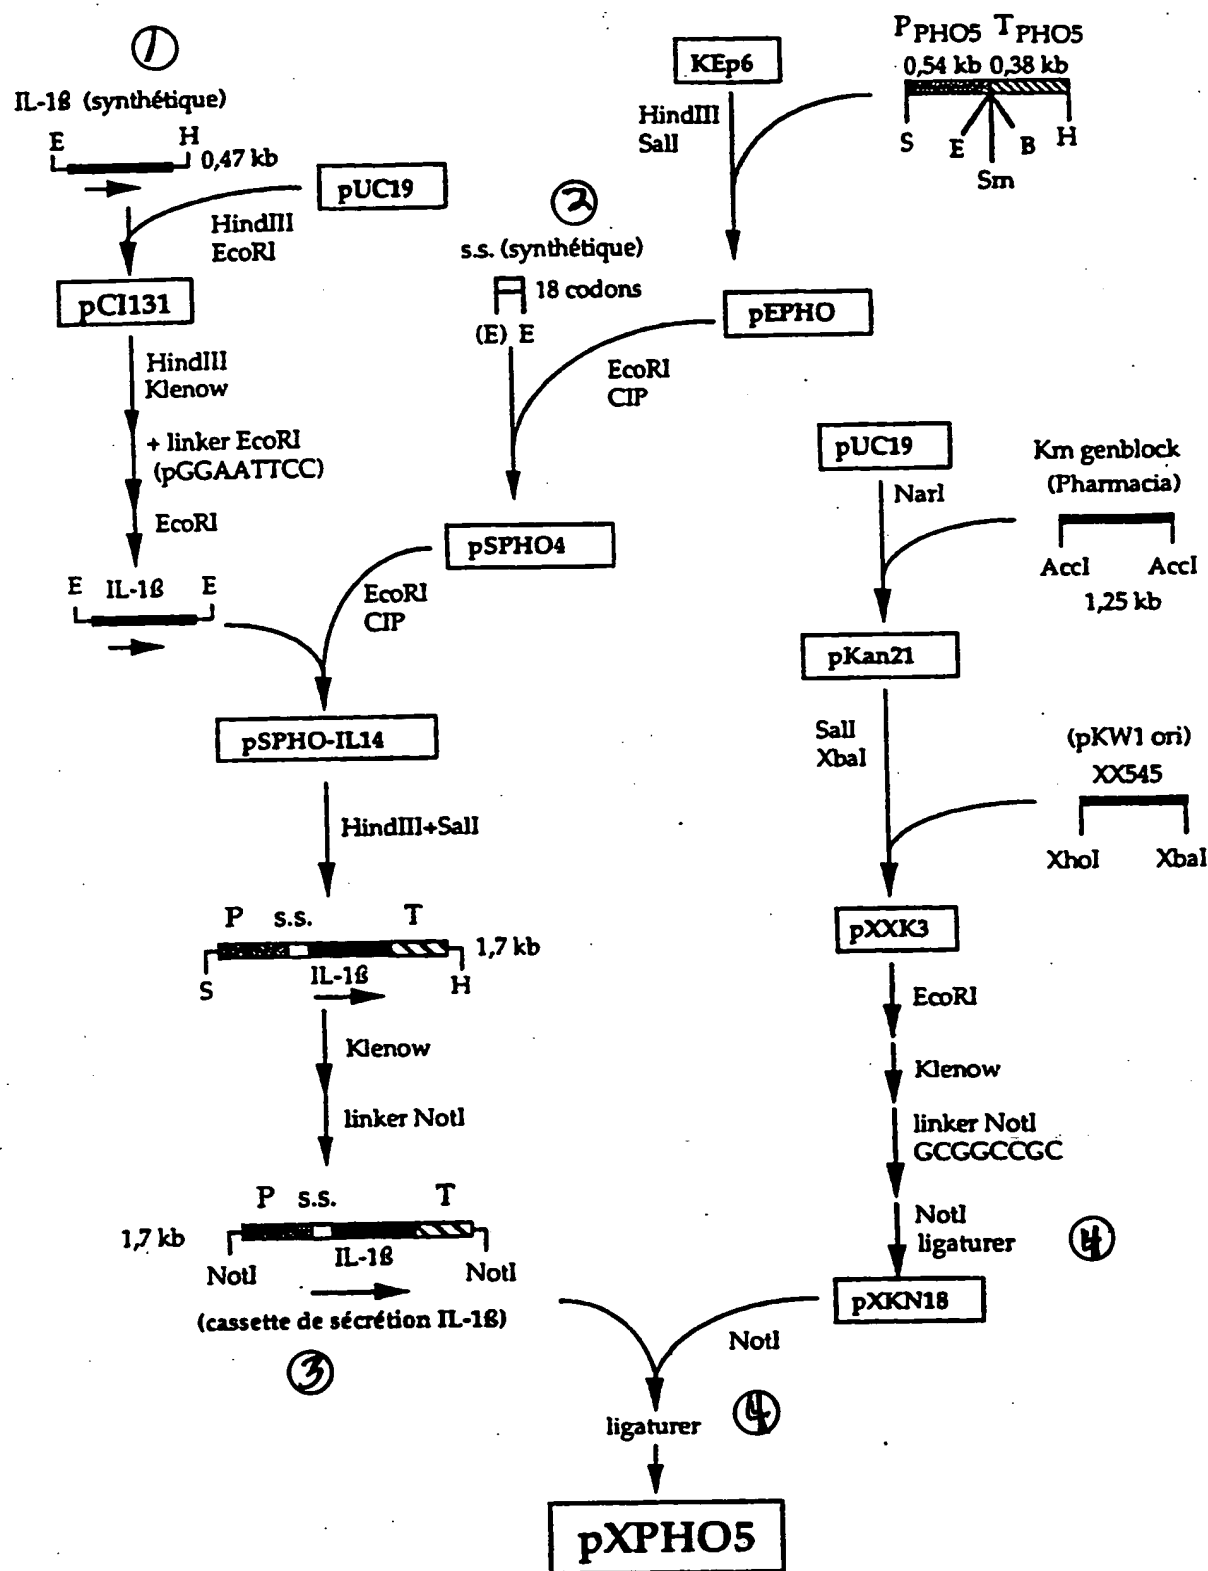 1
IL-1ß (synthétique)
E H
0,47 kb
pUC19
HindIII
EcoRI
pCI131
HindIII
Klenow
+ linker EcoRI
(pGGAATTCC)
EcoRI
E IL-1ß E
2
s.s. (synthétique)
18 codons
(E) E
KEp6
HindIII
SalI
PPHO5 TPHO5
0,54 kb 0,38 kb
S E Sm B H
pEPHO
EcoRI
CIP
pSPHO4
EcoRI
CIP
pSPHO-IL14
HindIII+SalI
P s.s. T
1,7 kb
S IL-1ß H
Klenow
linker NotI
P s.s. T
1,7 kb
NotI IL-1ß NotI
(cassette de sécrétion IL-1ß)
3
pUC19
NarI
Km genblock
(Pharmacia)
AccI AccI
1,25 kb
pKan21
SalI
XbaI
(pKW1 ori)
XX545
XhoI XbaI
pXXK3
EcoRI
Klenow
linker NotI
GCGGCCGC
NotI
ligaturer
4
pXKN18
NotI
ligaturer
4
pXPHO5